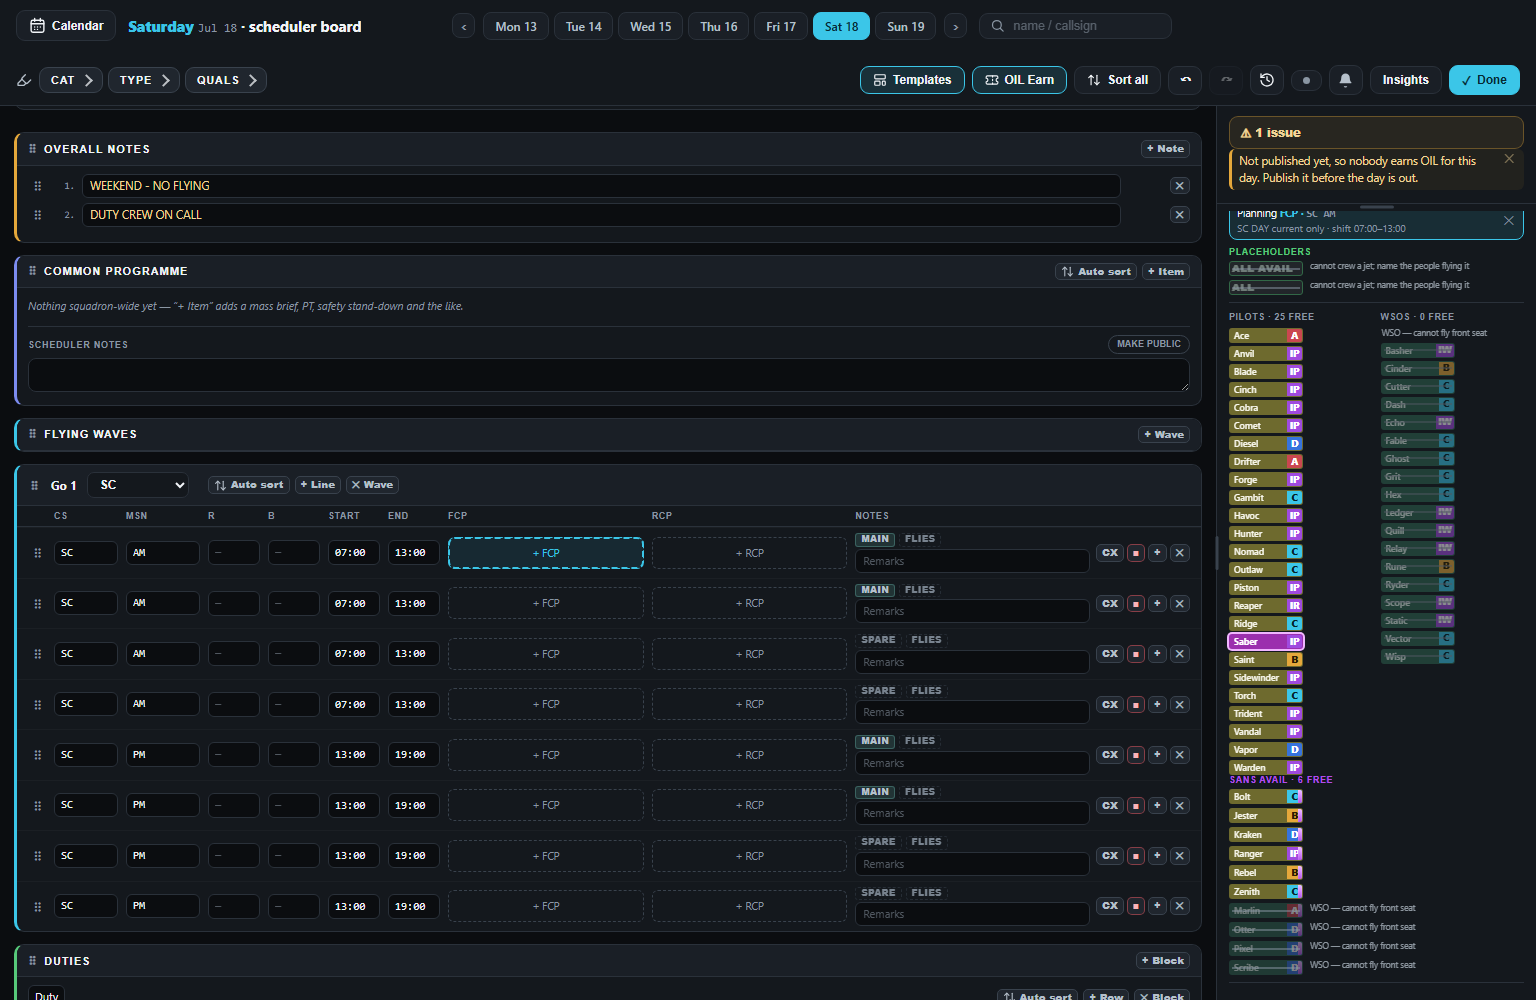 Calendar
Saturday Jul 18 · scheduler board
‹ Mon 13 Tue 14 Wed 15 Thu 16 Fri 17 Sat 18 Sun 19 ›
name / callsign
CAT TYPE QUALS
Templates OIL Earn Sort all Insights ✓ Done
⚠ 1 issue
Not published yet, so nobody earns OIL for this day. Publish it before the day is out.
OVERALL NOTES + Note
1. WEEKEND - NO FLYING
2. DUTY CREW ON CALL
COMMON PROGRAMME Auto sort + Item
Nothing squadron-wide yet — "+ Item" adds a mass brief, PT, safety stand-down and the like.
SCHEDULER NOTES MAKE PUBLIC
FLYING WAVES + Wave
Go 1 SC Auto sort + Line ✕ Wave
CS MSN R B START END FCP RCP NOTES
SC AM – – 07:00 13:00 + FCP + RCP MAIN FLIES Remarks CX
SC AM – – 07:00 13:00 + FCP + RCP MAIN FLIES Remarks CX
SC AM – – 07:00 13:00 + FCP + RCP SPARE FLIES Remarks CX
SC AM – – 07:00 13:00 + FCP + RCP SPARE FLIES Remarks CX
SC PM – – 13:00 19:00 + FCP + RCP MAIN FLIES Remarks CX
SC PM – – 13:00 19:00 + FCP + RCP MAIN FLIES Remarks CX
SC PM – – 13:00 19:00 + FCP + RCP SPARE FLIES Remarks CX
SC PM – – 13:00 19:00 + FCP + RCP SPARE FLIES Remarks CX
DUTIES + Block
Duty Auto sort + Row ✕ Block
Planning FCP · SC AM
SC DAY current only · shift 07:00–13:00
PLACEHOLDERS
ALL AVAIL cannot crew a jet; name the people flying it
ALL cannot crew a jet; name the people flying it
PILOTS · 25 FREE
Ace A
Anvil IP
Blade IP
Cinch IP
Cobra IP
Comet IP
Diesel D
Drifter A
Forge IP
Gambit C
Havoc IP
Hunter IP
Nomad C
Outlaw C
Piston IP
Reaper IR
Ridge C
Saber IP
Saint B
Sidewinder IP
Torch C
Trident IP
Vandal IP
Vapor D
Warden IP
WSOS · 0 FREE
WSO — cannot fly front seat
Basher IW
Cinder B
Cutter C
Dash C
Echo IW
Fable C
Ghost C
Grit C
Hex C
Ledger IW
Quill IW
Relay IW
Rune B
Ryder C
Scope IW
Static IW
Vector C
Wisp C
SANS AVAIL · 6 FREE
Bolt C
Jester B
Kraken D
Ranger IP
Rebel B
Zenith C
Marlin A WSO — cannot fly front seat
Otter D WSO — cannot fly front seat
Pixel D WSO — cannot fly front seat
Scribe D WSO — cannot fly front seat